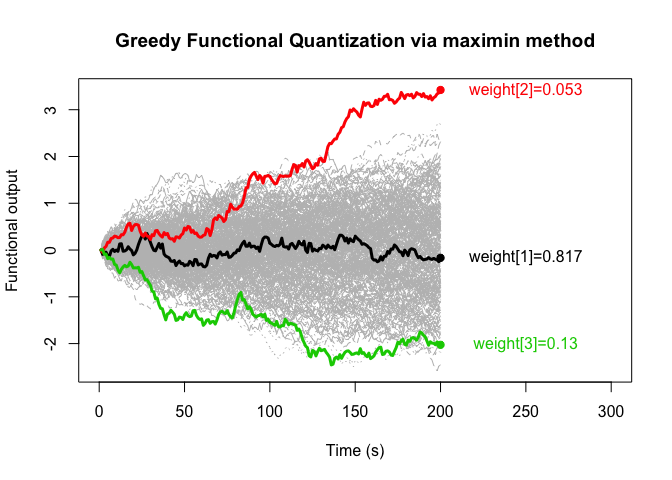 Greedy Functional Quantization via maximin method
Functional output
3
2
1
0
-1
-2
weight[2]=0.053
weight[1]=0.817
weight[3]=0.13
0 50 100 150 200 250 300
Time (s)